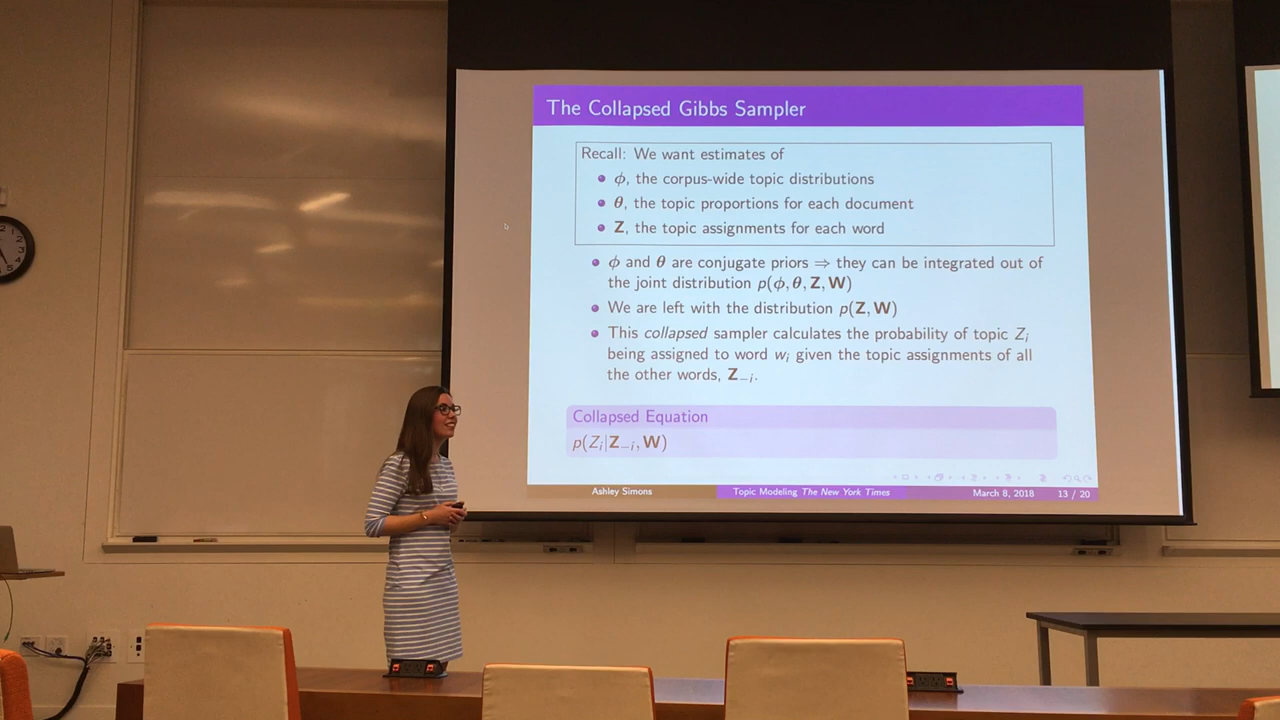 The Collapsed Gibbs Sampler
Recall: We want estimates of
• ϕ, the corpus-wide topic distributions
• θ, the topic proportions for each document
• Z, the topic assignments for each word
• ϕ and θ are conjugate priors ⇒ they can be integrated out of
the joint distribution p(ϕ, θ, Z, W)
• We are left with the distribution p(Z, W)
• This collapsed sampler calculates the probability of topic Zᵢ
being assigned to word wᵢ given the topic assignments of all
the other words, Z₋ᵢ.
Collapsed Equation
p(Zᵢ|Z₋ᵢ, W)
Ashley Simons Topic Modeling The New York Times March 8, 2018 13 / 20